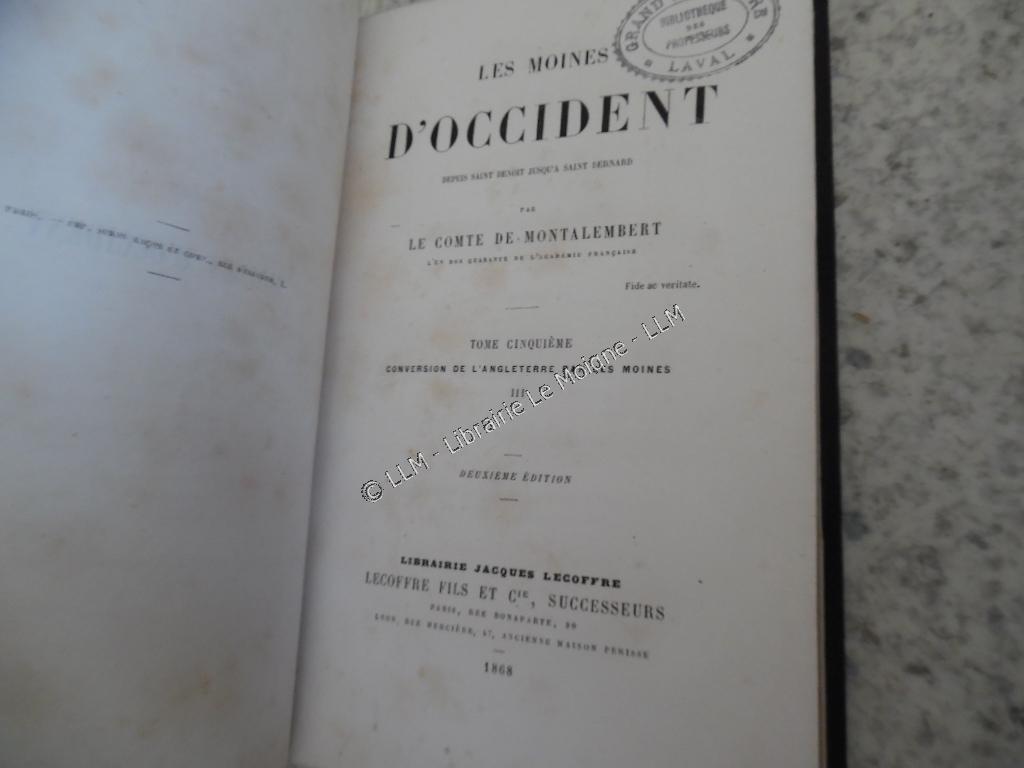 GRAND
BIBLIOTHÈQUE
DES
PROFESSEURS
LAVAL
LES MOINES
D'OCCIDENT
DEPUIS SAINT BENOIT JUSQU'A SAINT BERNARD
PAR
LE COMTE DE MONTALEMBERT
L'UN DES QUARANTE DE L'ACADÉMIE FRANÇAISE
Fide ac veritate.
TOME CINQUIÈME
CONVERSION DE L'ANGLETERRE PAR LES MOINES
III
© LLM - Librairie Le Moigne - LLM
DEUXIÈME ÉDITION
LIBRAIRIE JACQUES LECOFFRE
LECOFFRE FILS ET CIE, SUCCESSEURS
PARIS, RUE BONAPARTE, 90
LYON, RUE MERCIÈRE, 47, ANCIENNE MAISON PERISSE
1868